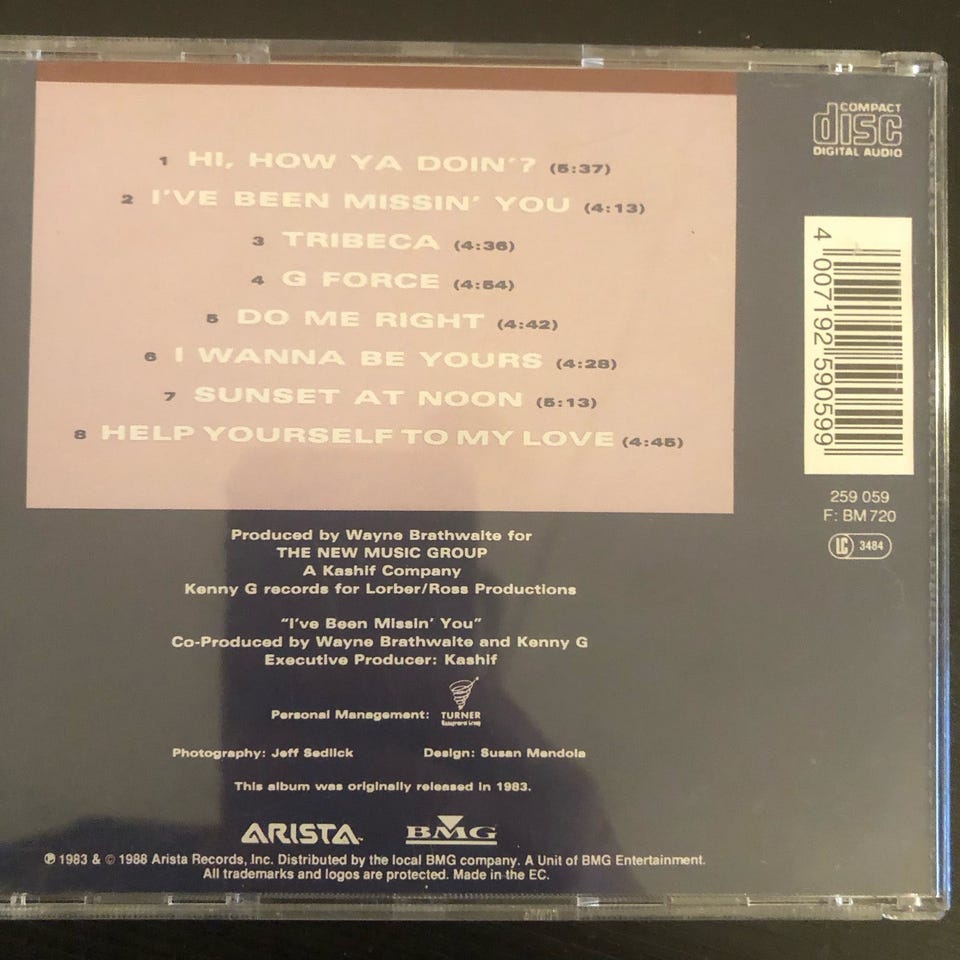 1 HI, HOW YA DOIN'? (5:37)
2 I'VE BEEN MISSIN' YOU (4:13)
3 TRIBECA (4:36)
4 G FORCE (4:54)
5 DO ME RIGHT (4:42)
6 I WANNA BE YOURS (4:28)
7 SUNSET AT NOON (5:13)
8 HELP YOURSELF TO MY LOVE (4:45)
COMPACT
disc
DIGITAL AUDIO
4 007192 590599
259 059
F: BM 720
LC 3484
Produced by Wayne Brathwaite for
THE NEW MUSIC GROUP
A Kashif Company
Kenny G records for Lorber/Ross Productions
"I've Been Missin' You"
Co-Produced by Wayne Brathwaite and Kenny G
Executive Producer: Kashif
Personal Management: TURNER
Management Group
Photography: Jeff Sedlick Design: Susan Mendola
This album was originally released in 1983.
ARISTA™ BMG
℗ 1983 & © 1988 Arista Records, Inc. Distributed by the local BMG company. A Unit of BMG Entertainment.
All trademarks and logos are protected. Made in the EC.